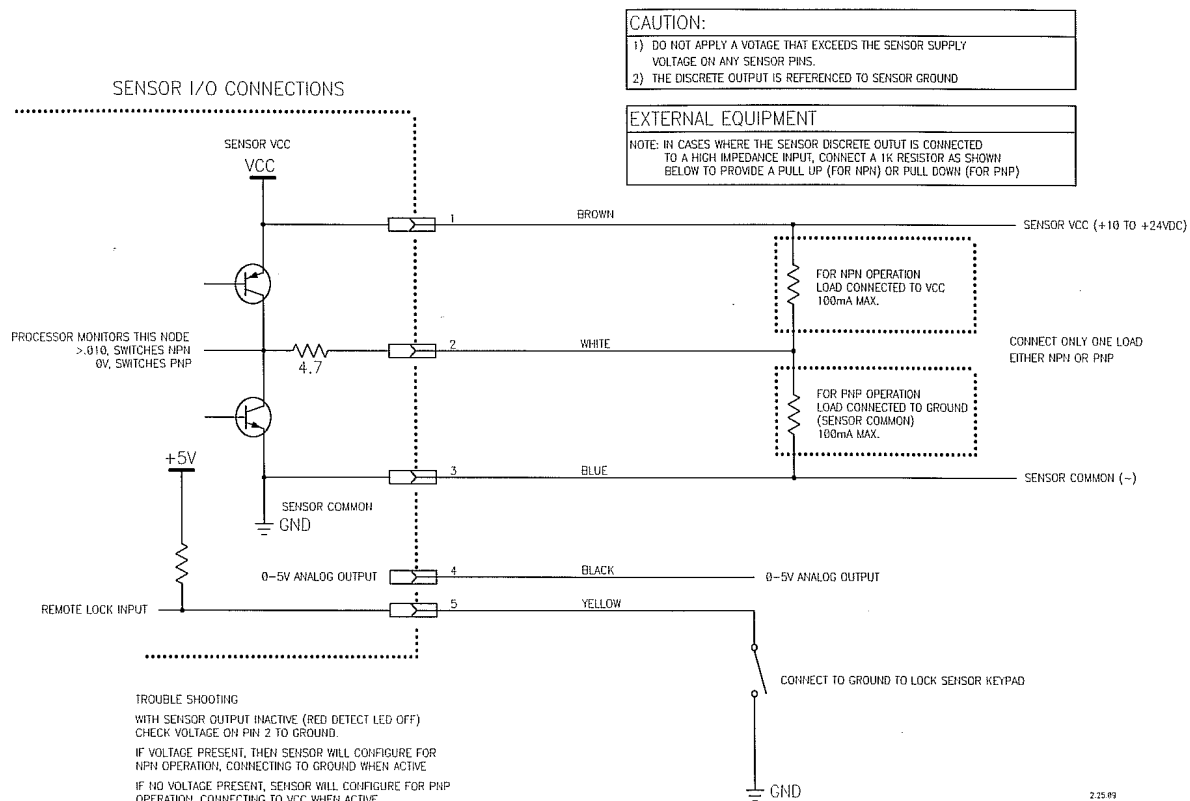 CAUTION:
1) DO NOT APPLY A VOTAGE THAT EXCEEDS THE SENSOR SUPPLY
VOLTAGE ON ANY SENSOR PINS.
2) THE DISCRETE OUTPUT IS REFERENCED TO SENSOR GROUND
SENSOR I/O CONNECTIONS
EXTERNAL EQUIPMENT
NOTE: IN CASES WHERE THE SENSOR DISCRETE OUTUT IS CONNECTED
TO A HIGH IMPEDANCE INPUT, CONNECT A 1K RESISTOR AS SHOWN
BELOW TO PROVIDE A PULL UP (FOR NPN) OR PULL DOWN (FOR PNP)
SENSOR VCC
VCC
1
BROWN
SENSOR VCC (+10 TO +24VDC)
FOR NPN OPERATION
LOAD CONNECTED TO VCC
100mA MAX.
PROCESSOR MONITORS THIS NODE
>.010, SWITCHES NPN
0V, SWITCHES PNP
4.7
2
WHITE
CONNECT ONLY ONE LOAD
EITHER NPN OR PNP
FOR PNP OPERATION
LOAD CONNECTED TO GROUND
(SENSOR COMMON)
100mA MAX.
+5V
3
BLUE
SENSOR COMMON (-)
SENSOR COMMON
GND
0-5V ANALOG OUTPUT
4
BLACK
0-5V ANALOG OUTPUT
REMOTE LOCK INPUT
5
YELLOW
CONNECT TO GROUND TO LOCK SENSOR KEYPAD
TROUBLE SHOOTING
WITH SENSOR OUTPUT INACTIVE (RED DETECT LED OFF)
CHECK VOLTAGE ON PIN 2 TO GROUND.
IF VOLTAGE PRESENT, THEN SENSOR WILL CONFIGURE FOR
NPN OPERATION, CONNECTING TO GROUND WHEN ACTIVE
IF NO VOLTAGE PRESENT, SENSOR WILL CONFIGURE FOR PNP
OPERATION, CONNECTING TO VCC WHEN ACTIVE
GND
2.25.09